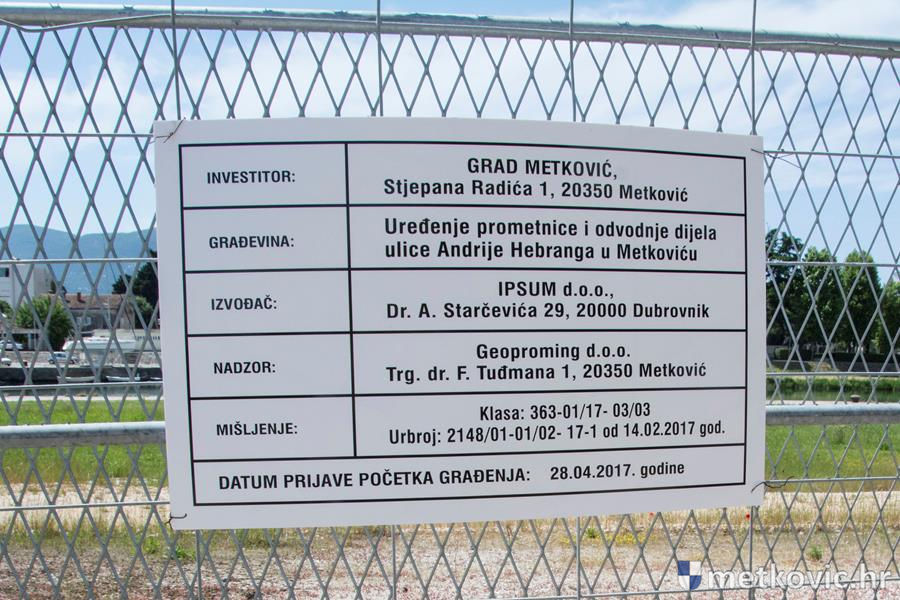 INVESTITOR:
GRAD METKOVIĆ,
Stjepana Radića 1, 20350 Metković
GRAĐEVINA:
Uređenje prometnice i odvodnje dijela
ulice Andrije Hebranga u Metkoviću
IZVOĐAČ:
IPSUM d.o.o.,
Dr. A. Starčevića 29, 20000 Dubrovnik
NADZOR:
Geoproming d.o.o.
Trg. dr. F. Tuđmana 1, 20350 Metković
MIŠLJENJE:
Klasa: 363-01/17- 03/03
Urbroj: 2148/01-01/02- 17-1 od 14.02.2017 god.
DATUM PRIJAVE POČETKA GRAĐENJA: 28.04.2017. godine
metkovic.hr